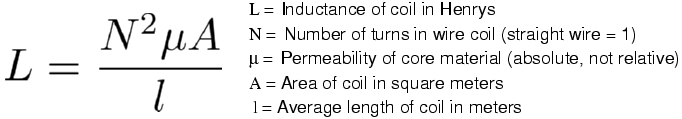 L = N²μA / l
L = Inductance of coil in Henrys
N = Number of turns in wire coil (straight wire = 1)
μ = Permeability of core material (absolute, not relative)
A = Area of coil in square meters
l = Average length of coil in meters